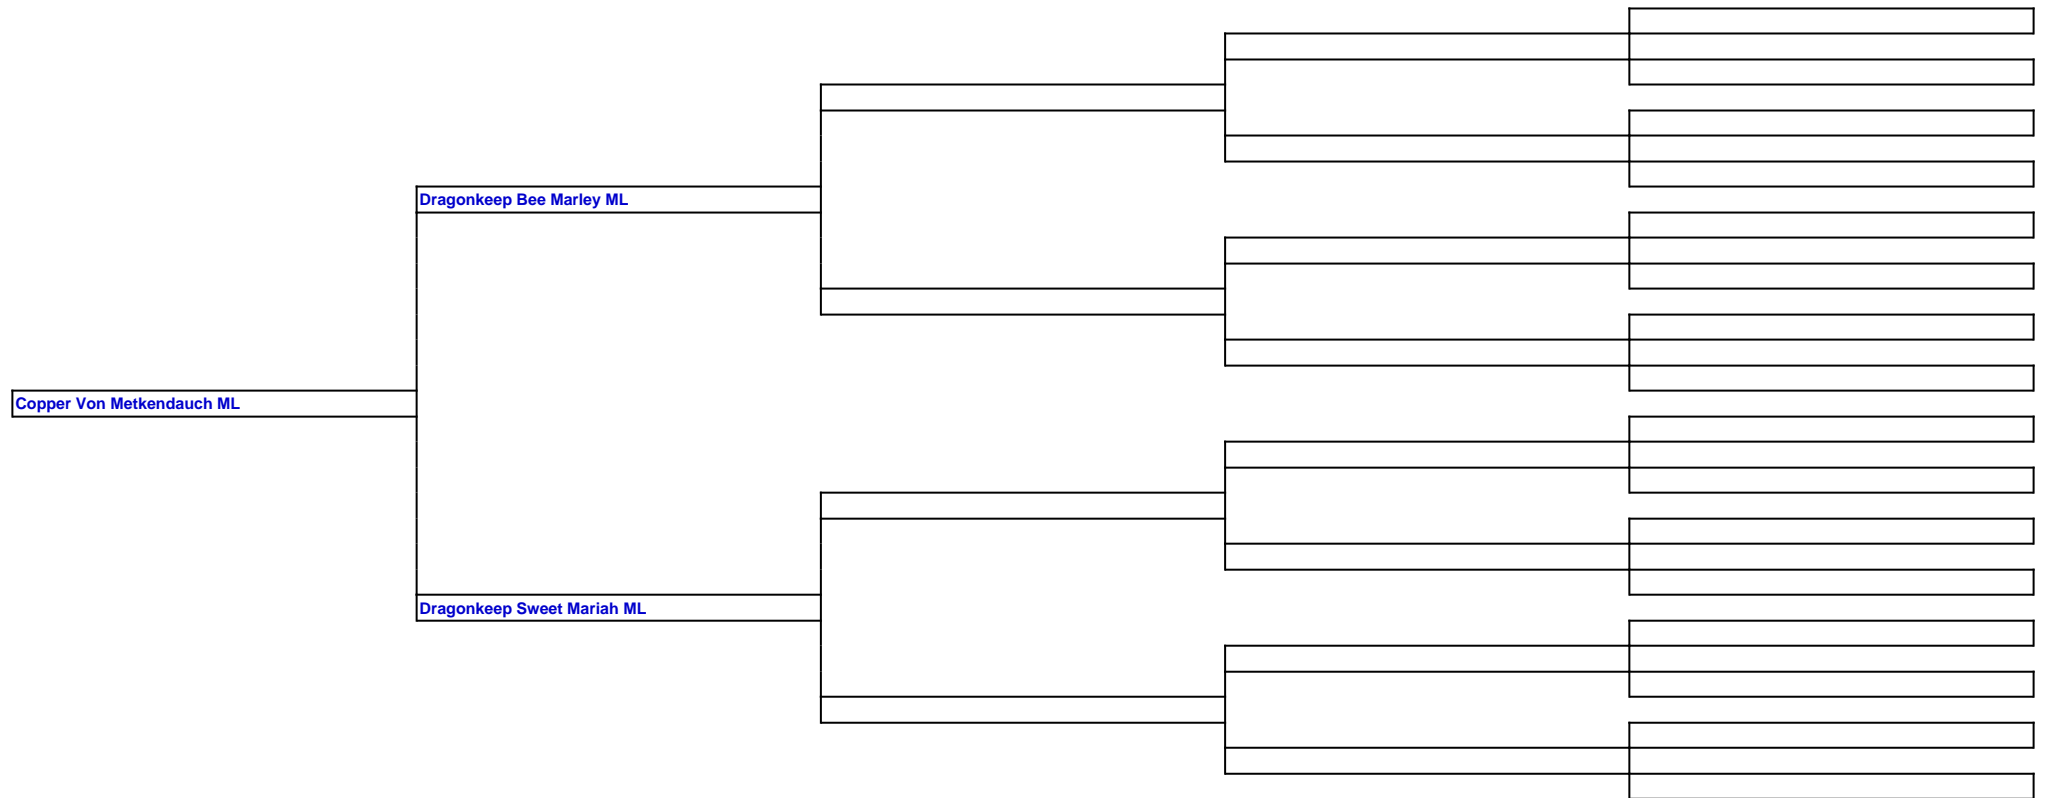 Dragonkeep Bee Marley ML
Copper Von Metkendauch ML
Dragonkeep Sweet Mariah ML